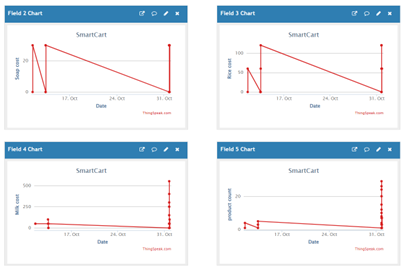 Field 2 Chart
SmartCart
Soap cost
20
0
17. Oct
24. Oct
31. Oct
Date
ThingSpeak.com
Field 3 Chart
SmartCart
Rice cost
100
50
0
17. Oct
24. Oct
31. Oct
Date
ThingSpeak.com
Field 4 Chart
SmartCart
Milk cost
500
250
0
17. Oct
24. Oct
31. Oct
Date
ThingSpeak.com
Field 5 Chart
SmartCart
product count
20
0
17. Oct
24. Oct
31. Oct
Date
ThingSpeak.com